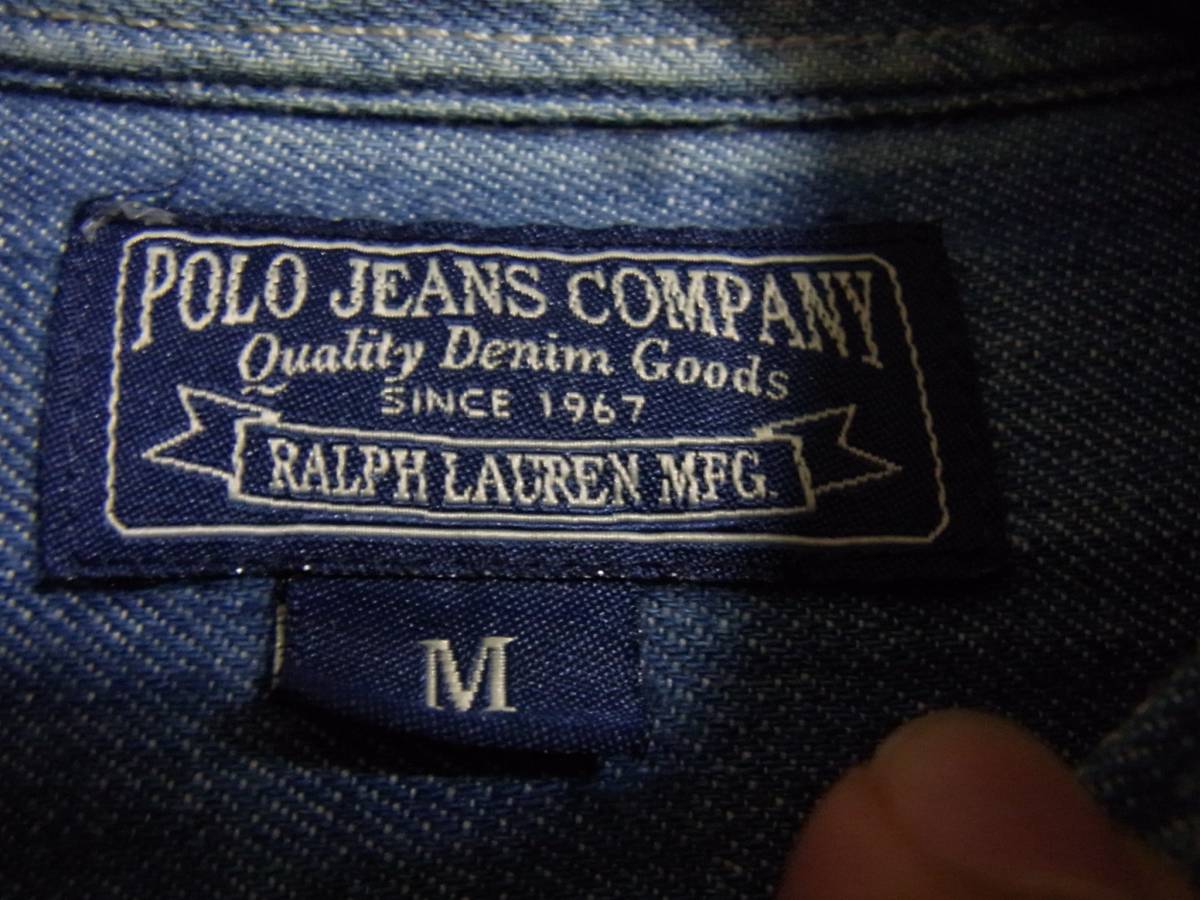 POLO JEANS COMPANY
Quality Denim Goods
SINCE 1967
RALPH LAUREN MFG.
M